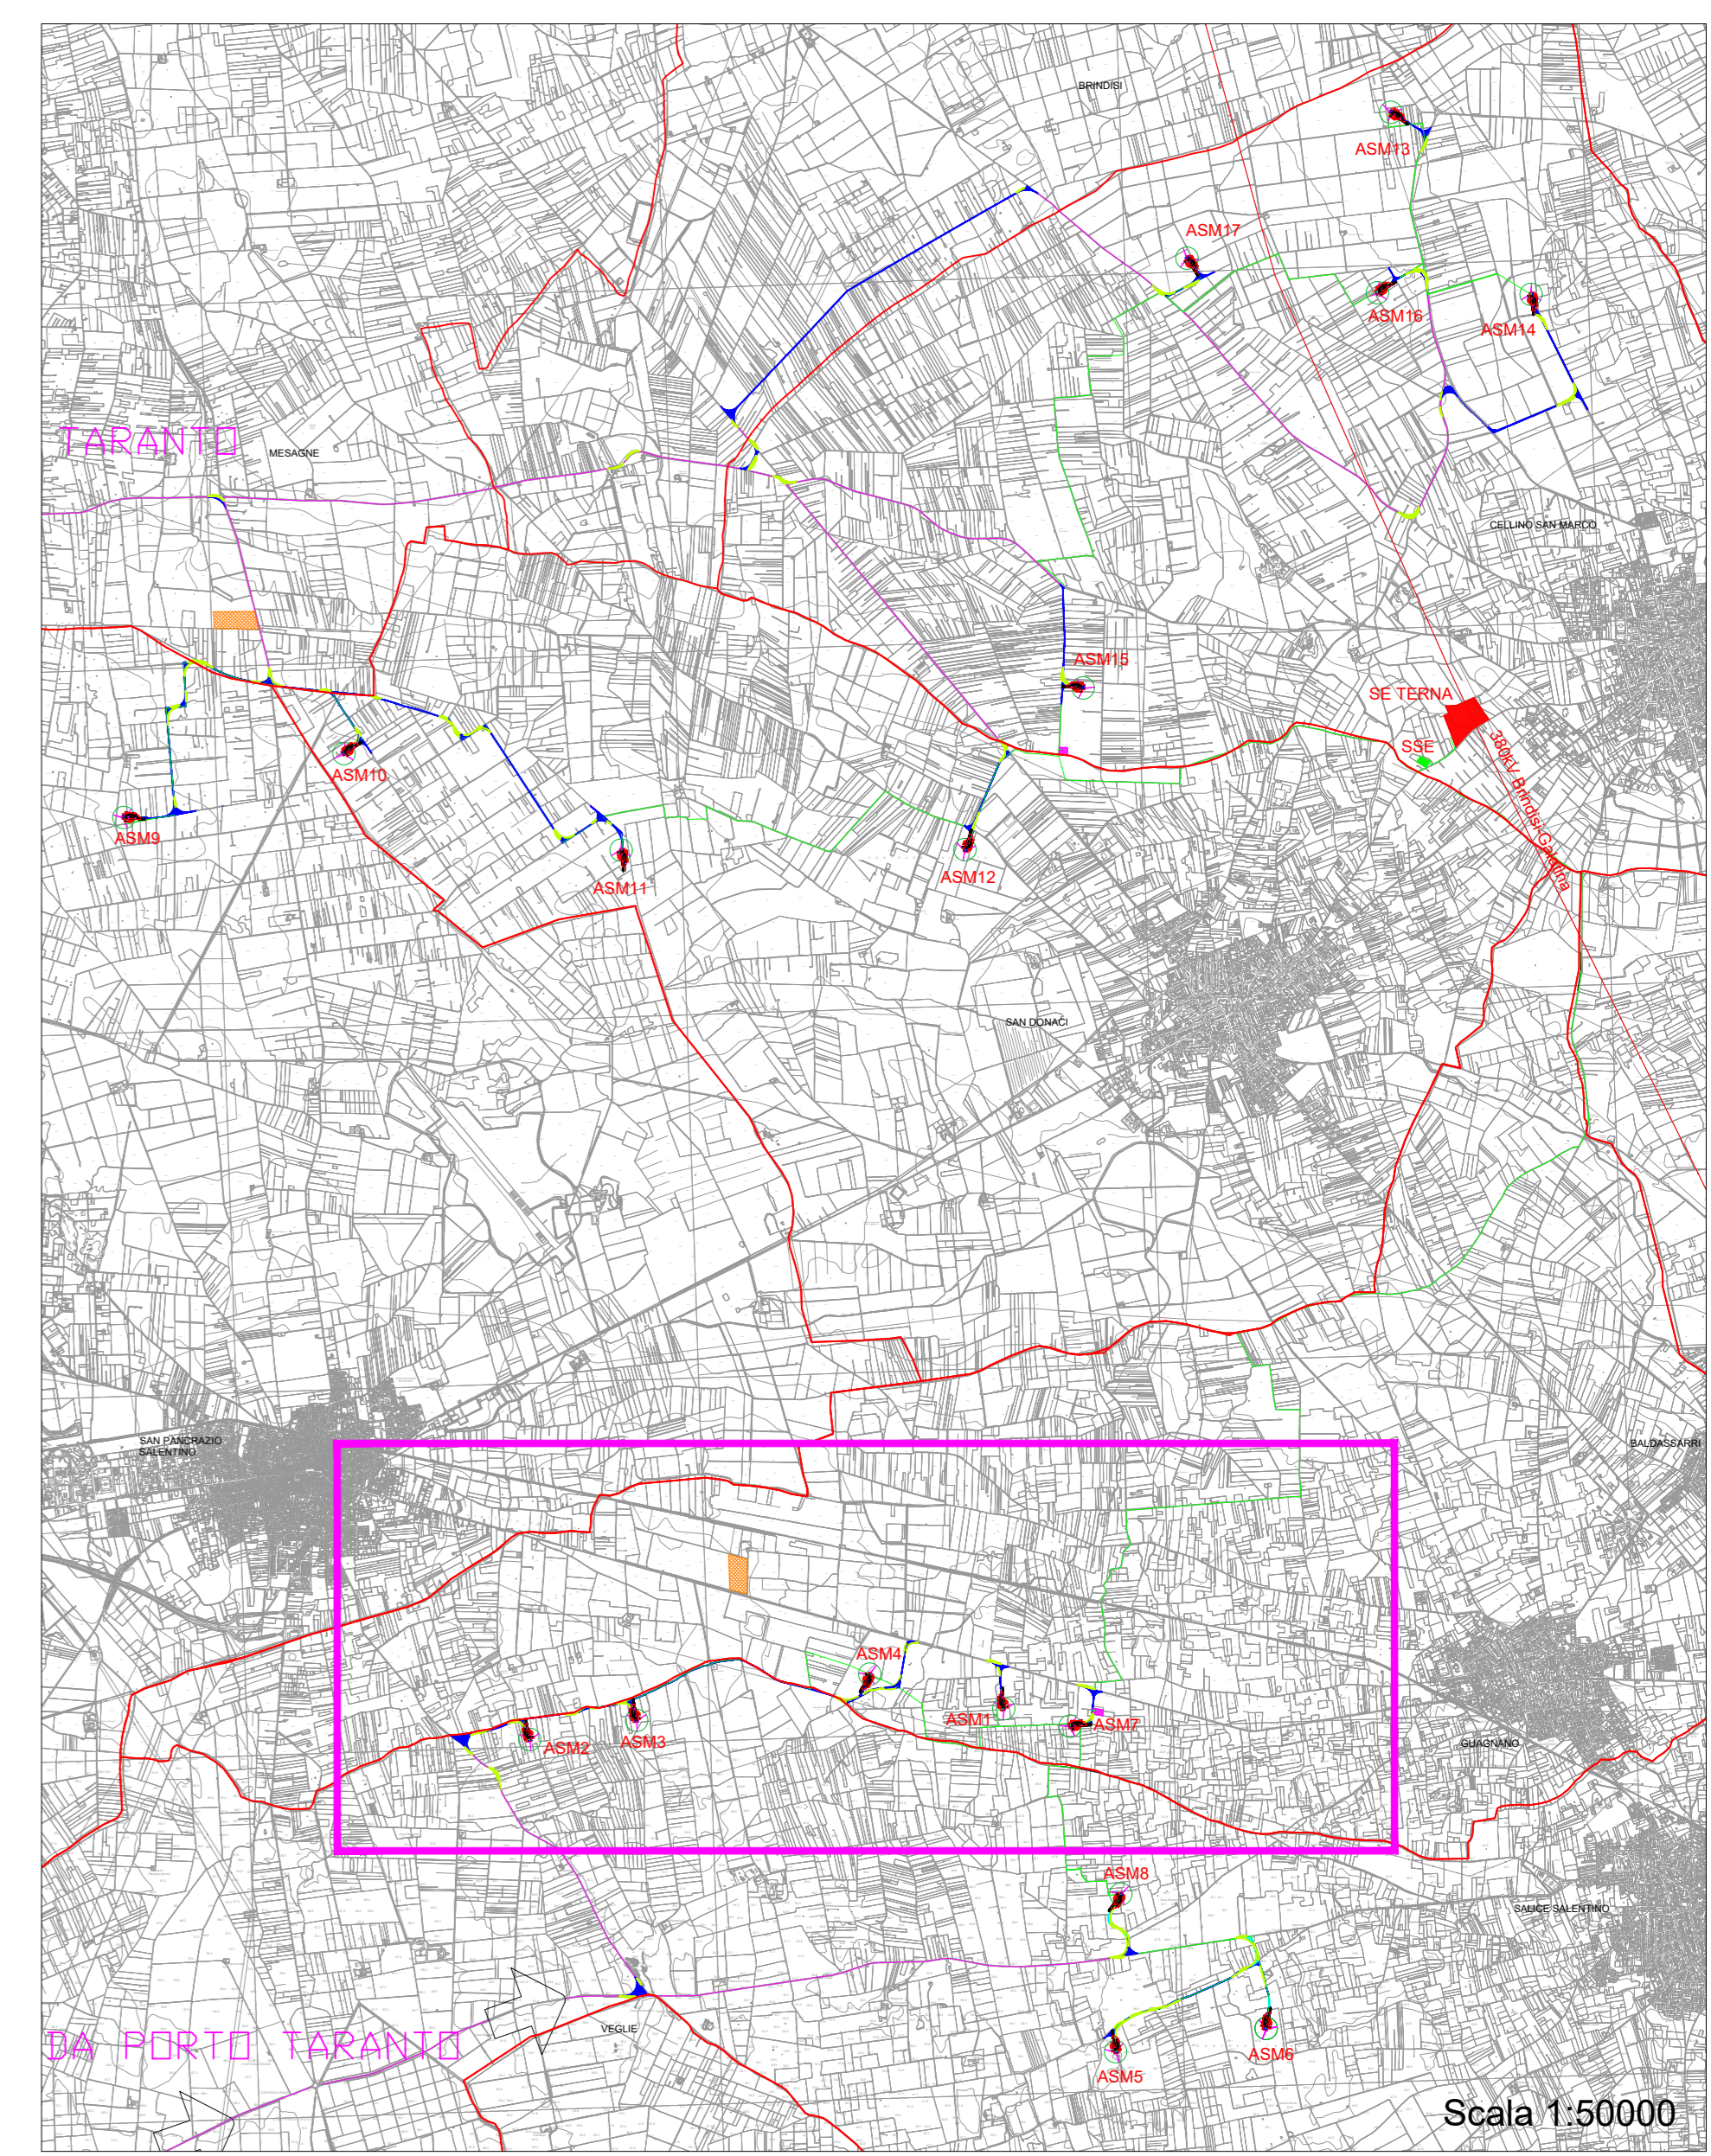 BRINDISI
ASM13
ASM17
ASM16
ASM14
TARANTO
MESAGNE
CELLINO SAN MARCO
ASM15
SE TERNA
SSE
380kV Brindisi-Galatina
ASM10
ASM9
ASM11
ASM12
SAN DONACI
SAN PANCRAZIO
SALENTINO
BALDASSARRI
ASM4
ASM1
ASM7
ASM2
ASM3
GUAGNANO
ASM8
SALICE SALENTINO
VEGLIE
DA PORTO TARANTO
ASM6
ASM5
Scala 1:50000